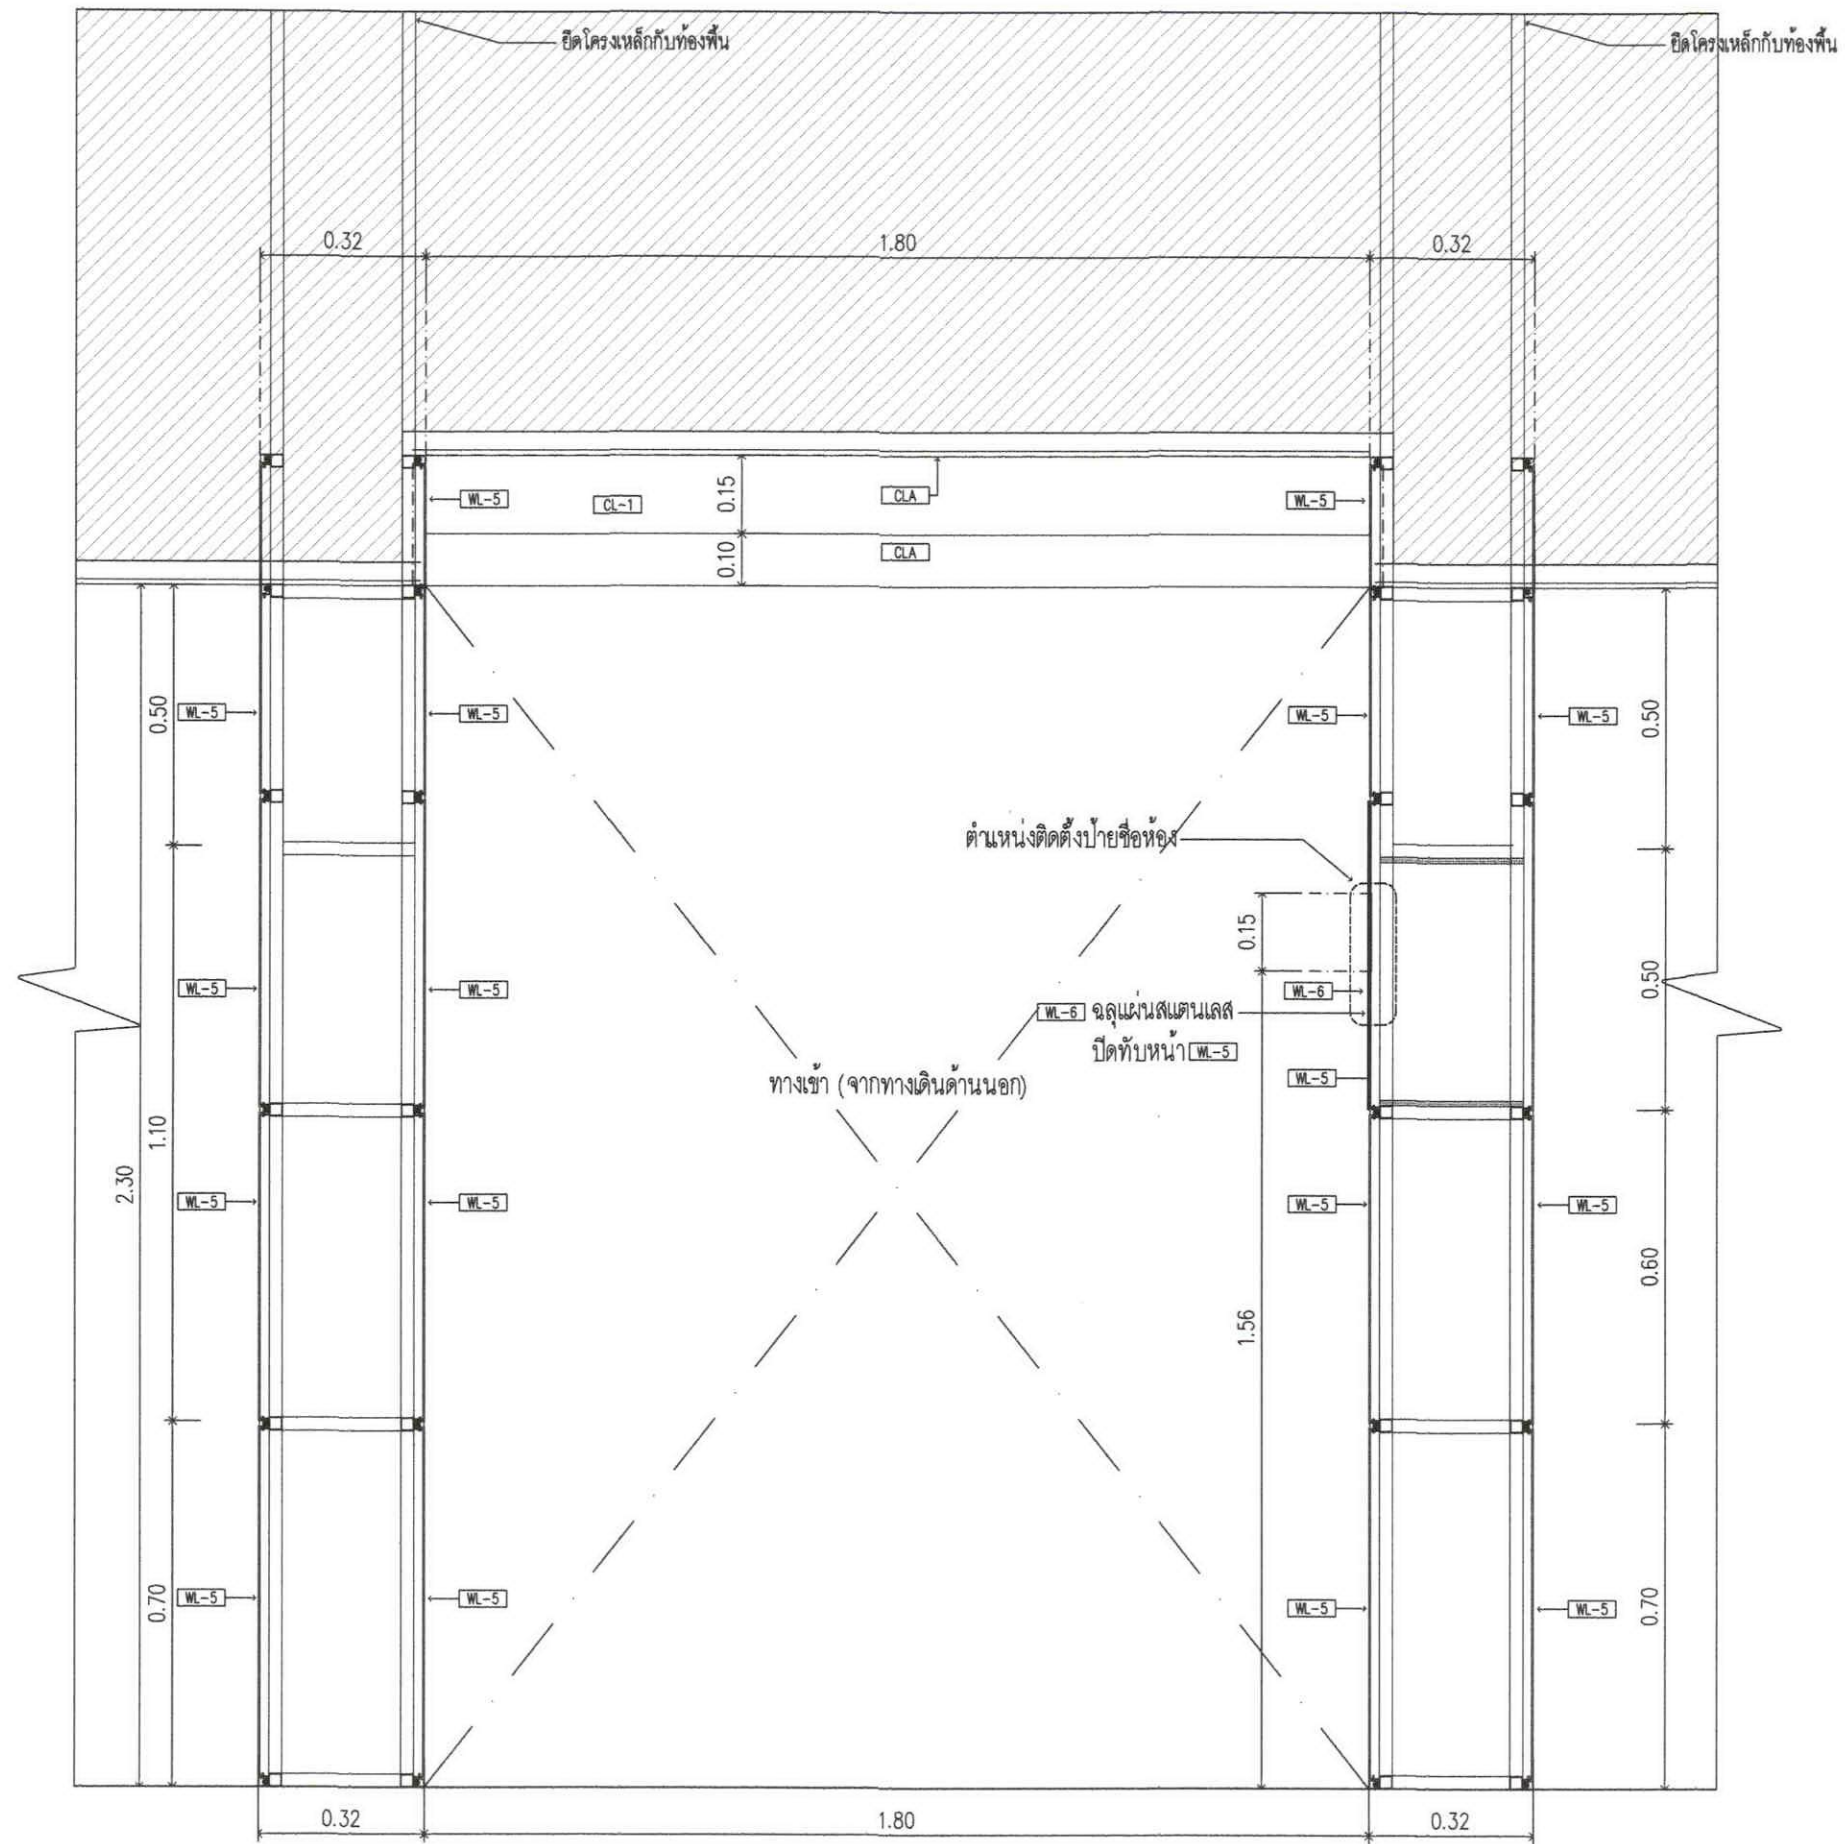 ยึดโครงเหล็กกับท้องพื้น
ยึดโครงเหล็กกับท้องพื้น
0.32
1.80
0.32
WL-5
CL-1
0.15
CLA
WL-5
0.10
CLA
0.50
WL-5
WL-5
WL-5
WL-5
0.50
ตำแหน่งติดตั้งป้ายชื่อห้อง
0.15
WL-5
WL-5
WL-6
0.50
WL-6 ฉลุแผ่นสแตนเลส
ปิดทับหน้า WL-5
WL-5
ทางเข้า (จากทางเดินด้านนอก)
1.10
2.30
WL-5
WL-5
WL-5
WL-5
0.60
1.56
0.70
WL-5
WL-5
WL-5
WL-5
0.70
0.32
1.80
0.32